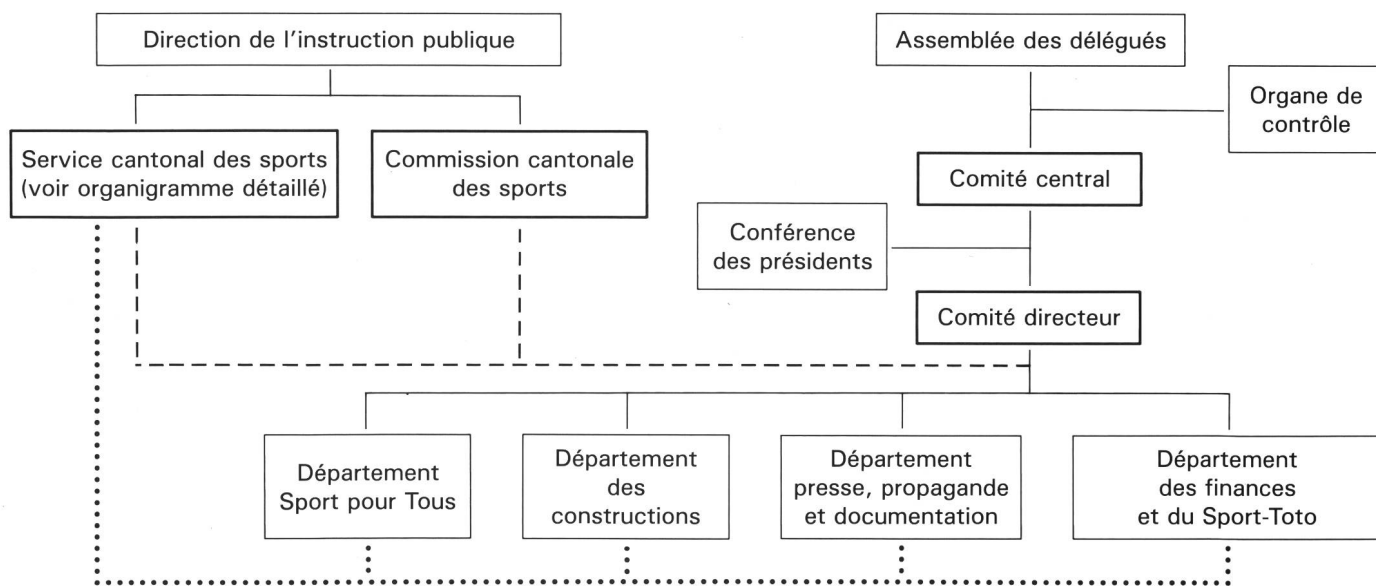 Direction de l’instruction publique
Assemblée des délégués
Organe de
contrôle
Service cantonal des sports
(voir organigramme détaillé)
Commission cantonale
des sports
Comité central
Conférence
des présidents
Comité directeur
Département
Sport pour Tous
Département
des
constructions
Département
presse, propagande
et documentation
Département
des finances
et du Sport-Toto